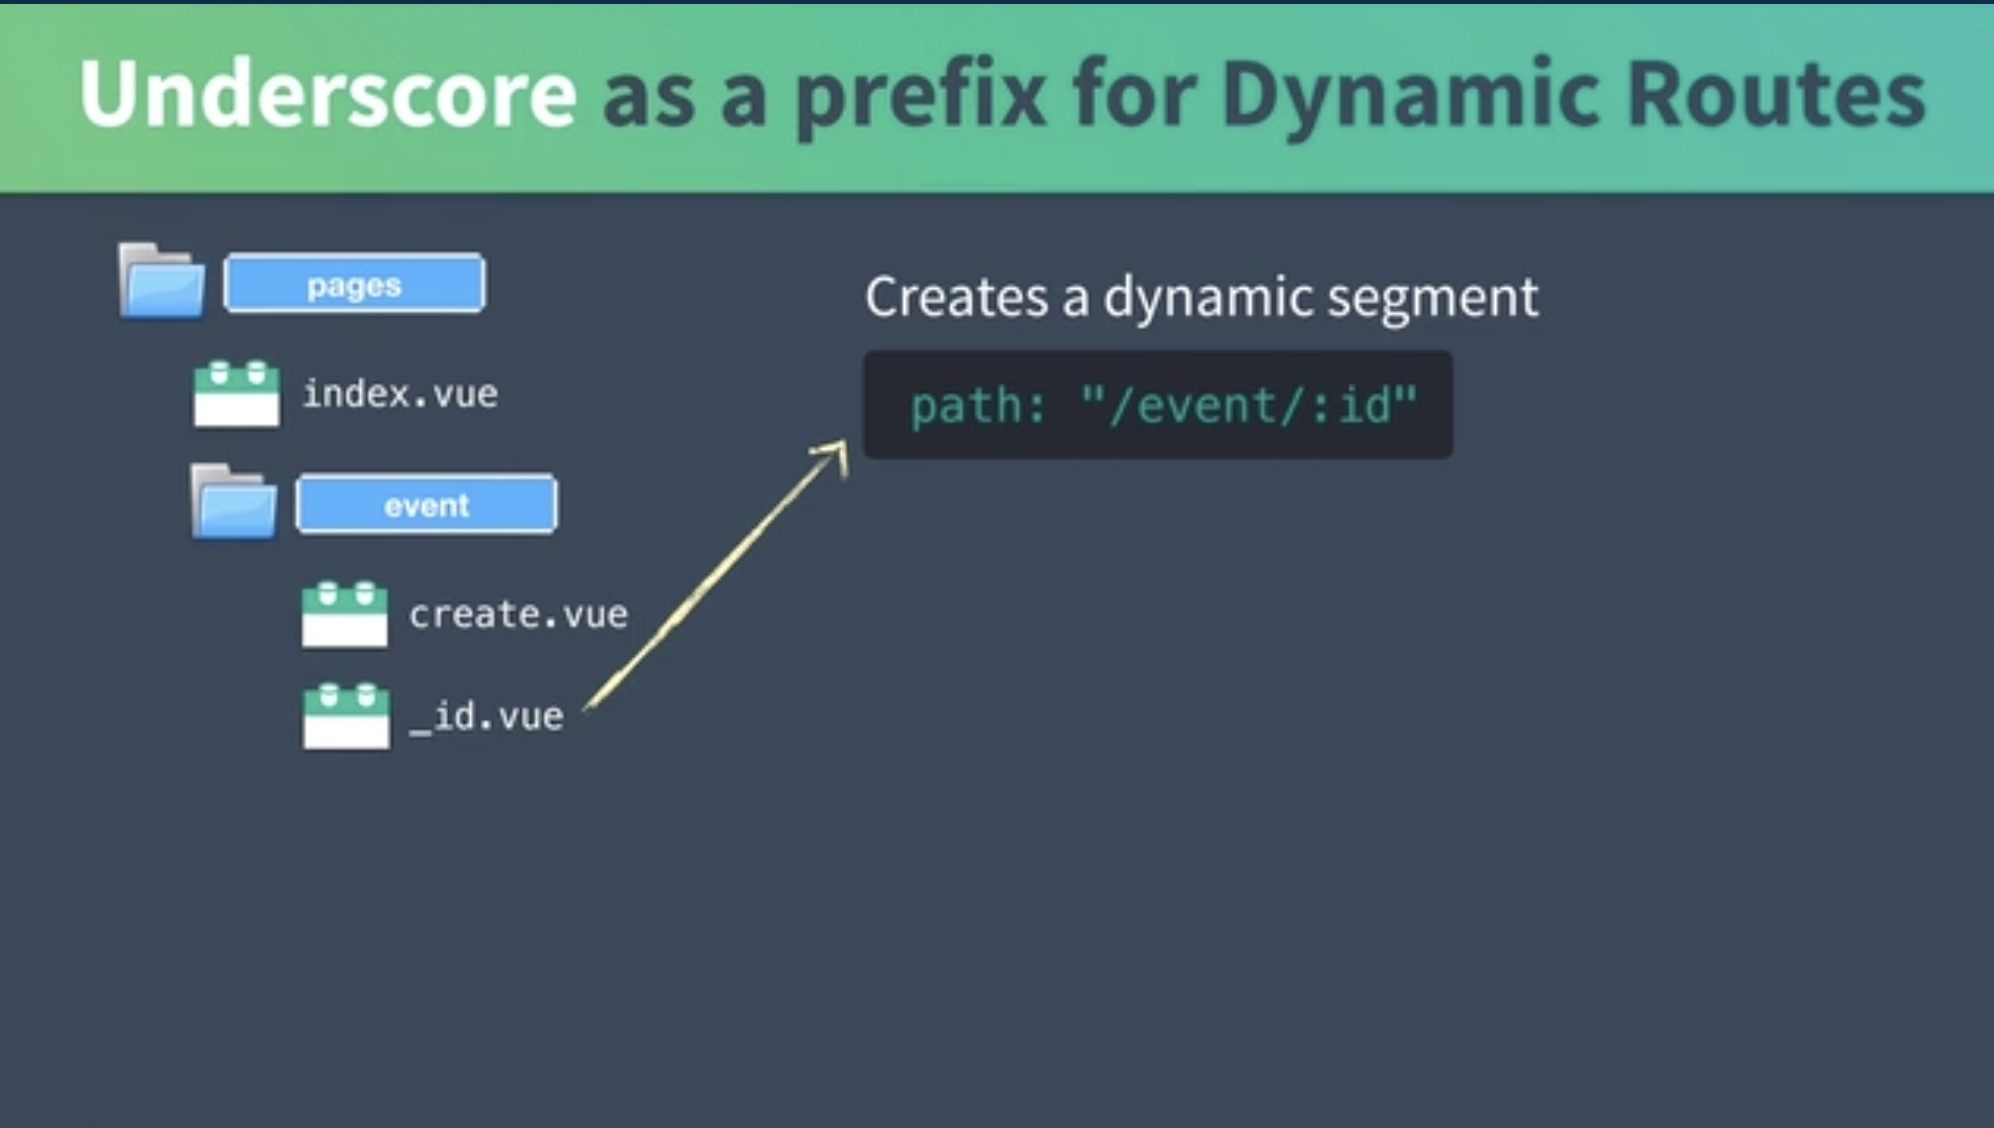 Underscore as a prefix for Dynamic Routes
pages
index.vue
event
create.vue
_id.vue
Creates a dynamic segment
path: "/event/:id"